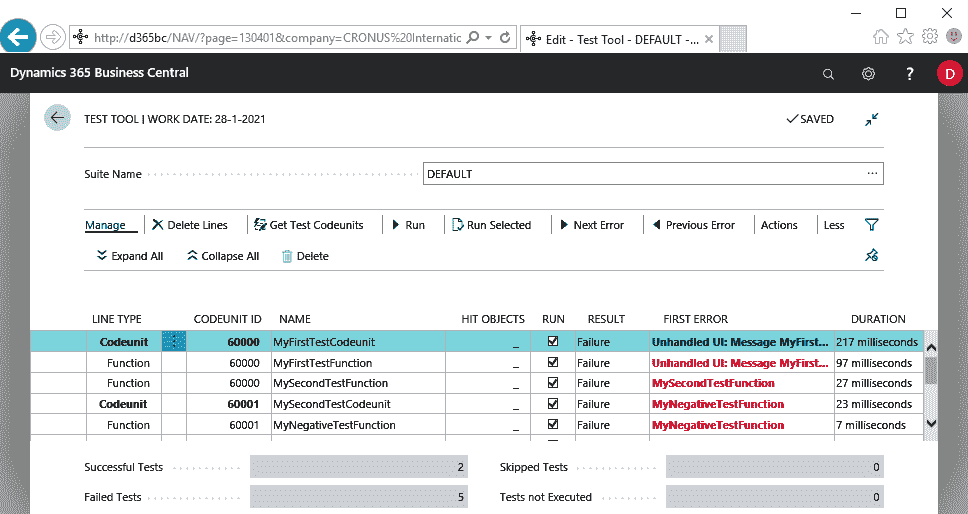 http://d365bc/NAV/?page=130401&company=CRONUS%20Internatic
Edit - Test Tool - DEFAULT -...
Dynamics 365 Business Central
? D
TEST TOOL | WORK DATE: 28-1-2021 SAVED
Suite Name DEFAULT ...
Manage Delete Lines Get Test Codeunits Run Run Selected Next Error Previous Error Actions Less
Expand All Collapse All Delete
LINE TYPE CODEUNIT ID NAME HIT OBJECTS RUN RESULT FIRST ERROR DURATION
Codeunit 60000 MyFirstTestCodeunit _ Failure Unhandled UI: Message MyFirst... 217 milliseconds
Function 60000 MyFirstTestFunction _ Failure Unhandled UI: Message MyFirst... 97 milliseconds
Function 60000 MySecondTestFunction _ Failure MySecondTestFunction 27 milliseconds
Codeunit 60001 MySecondTestCodeunit _ Failure MyNegativeTestFunction 23 milliseconds
Function 60001 MyNegativeTestFunction _ Failure MyNegativeTestFunction 7 milliseconds
Successful Tests 2 Skipped Tests 0
Failed Tests 5 Tests not Executed 0